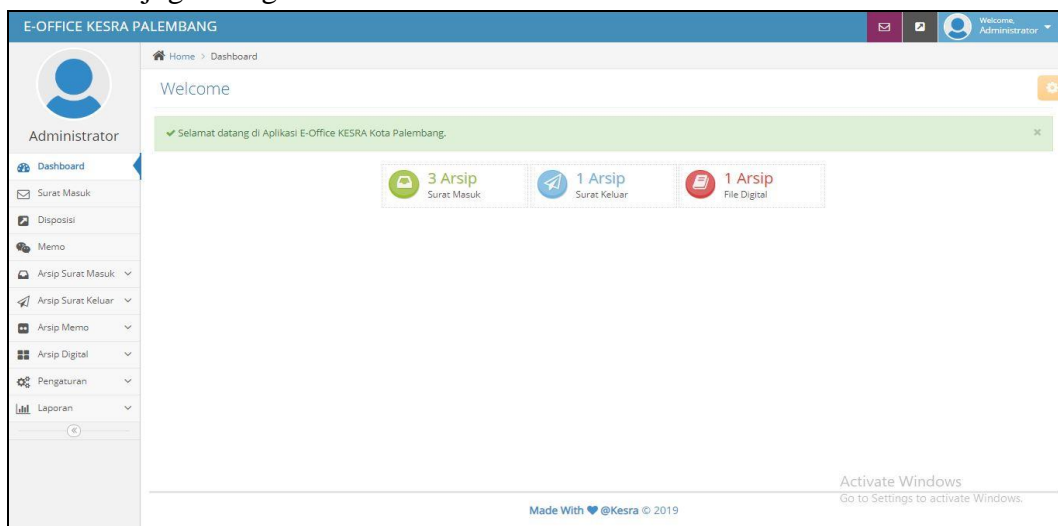 E-OFFICE KESRA PALEMBANG
Welcome,
Administrator
Home > Dashboard
Welcome
Administrator
Selamat datang di Aplikasi E-Office KESRA Kota Palembang.
Dashboard
Surat Masuk
Disposisi
Memo
Arsip Surat Masuk
Arsip Surat Keluar
Arsip Memo
Arsip Digital
Pengaturan
Laporan
3 Arsip
Surat Masuk
1 Arsip
Surat Keluar
1 Arsip
File Digital
Activate Windows
Go to Settings to activate Windows.
Made With @Kesra © 2019